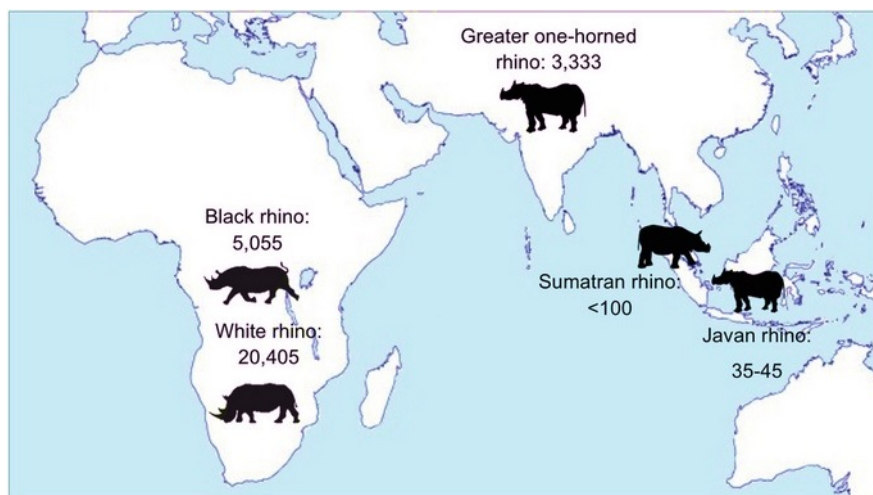 Greater one-horned
rhino: 3,333
Black rhino:
5,055
Sumatran rhino:
<100
White rhino:
20,405
Javan rhino:
35-45